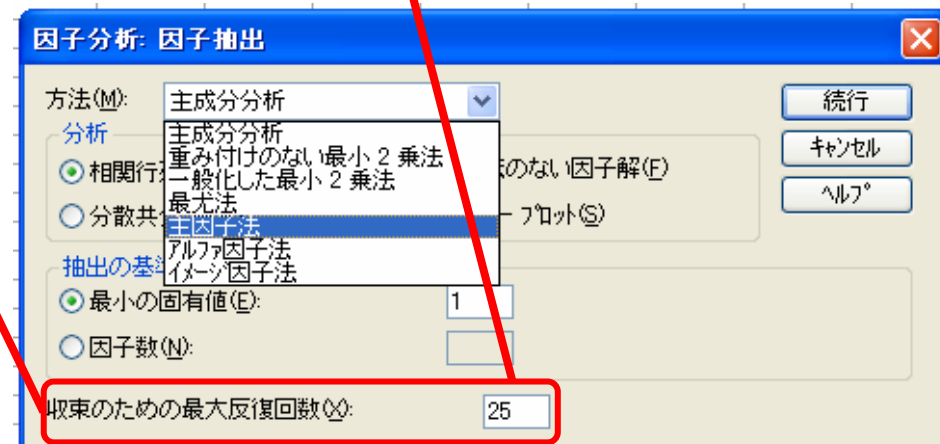 因子分析: 因子抽出
方法(M):
主成分分析
続行
キャンセル
ヘルプ
分析
主成分分析
重み付けのない最小 2 乗法
一般化した最小 2 乗法
最尤法
主因子法
アルファ因子法
イメージ因子法
相関行
のない因子解(F)
分散共
プロット(S)
抽出の基
最小の固有値(E):
1
因子数(N):
収束のための最大反復回数(X):
25